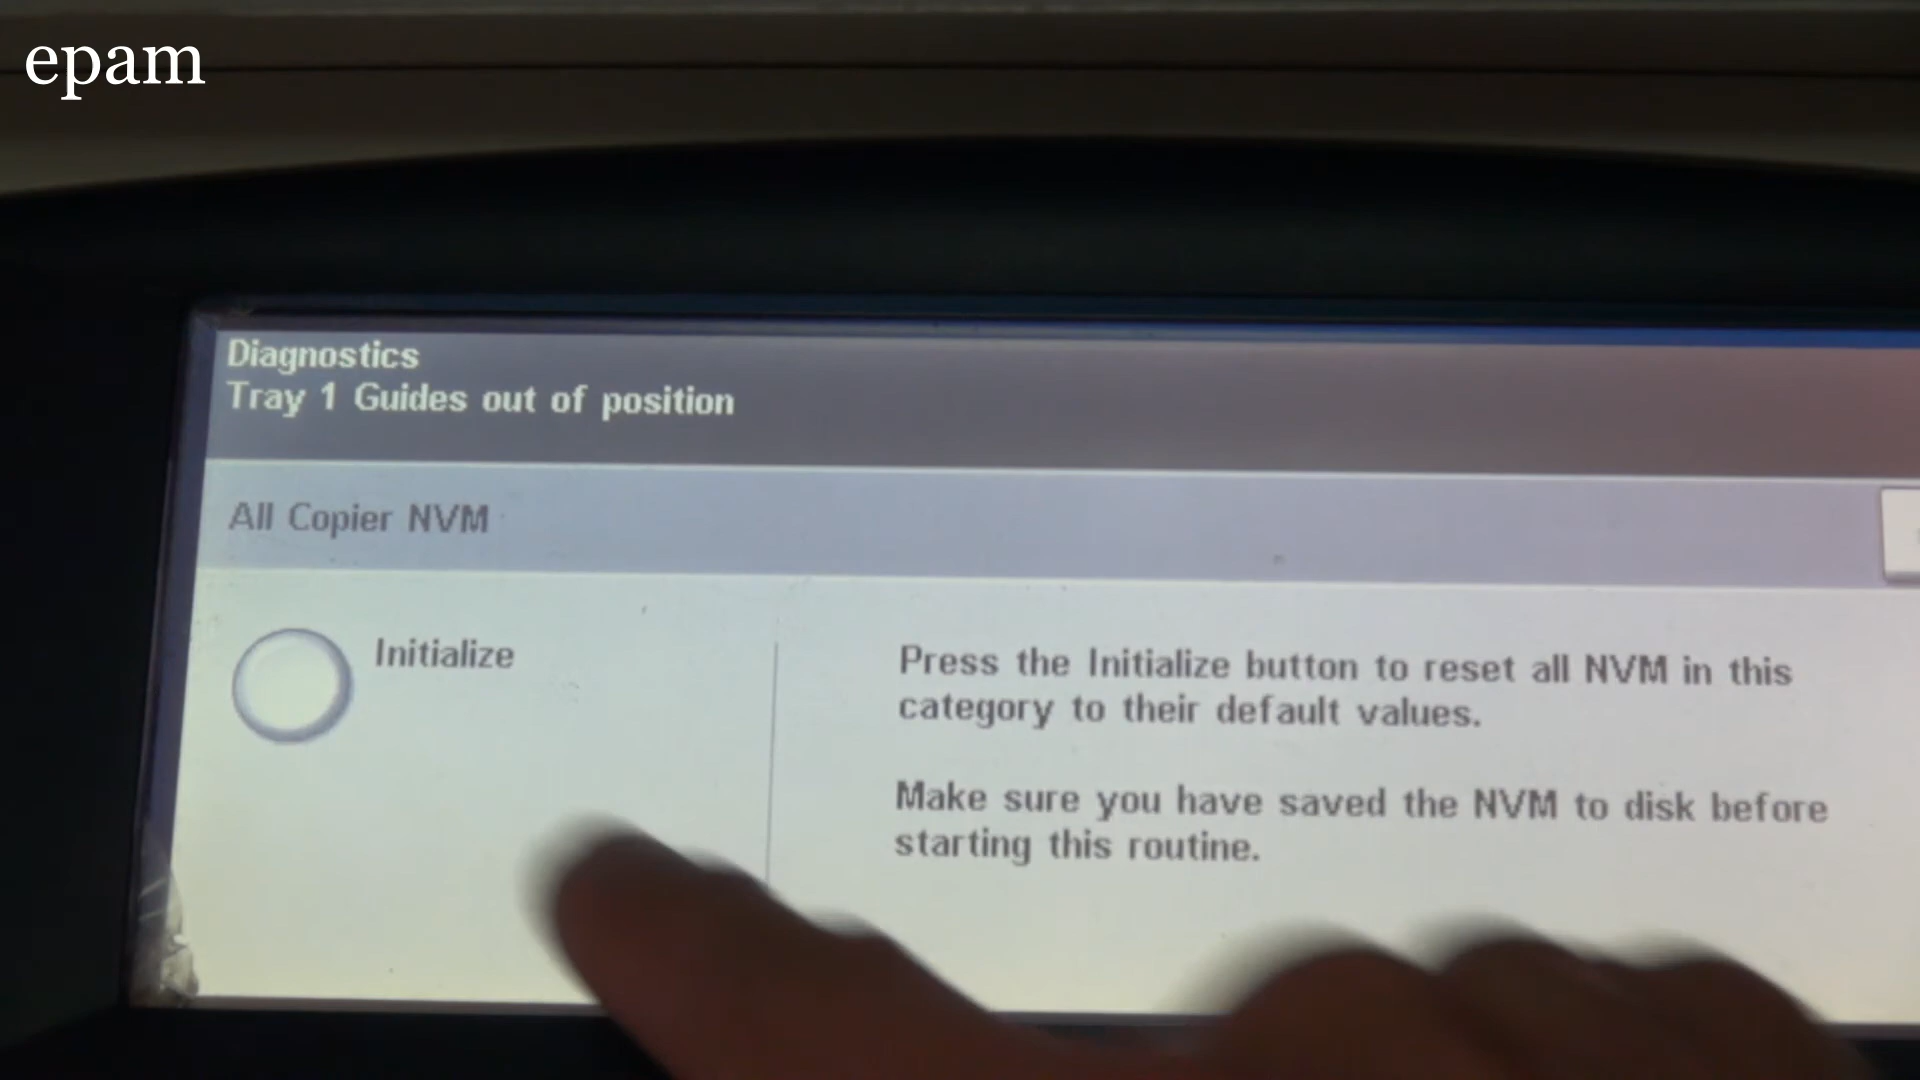 epam
Diagnostics
Tray 1 Guides out of position
All Copier NVM
Initialize
Press the Initialize button to reset all NVM in this
category to their default values.
Make sure you have saved the NVM to disk before
starting this routine.